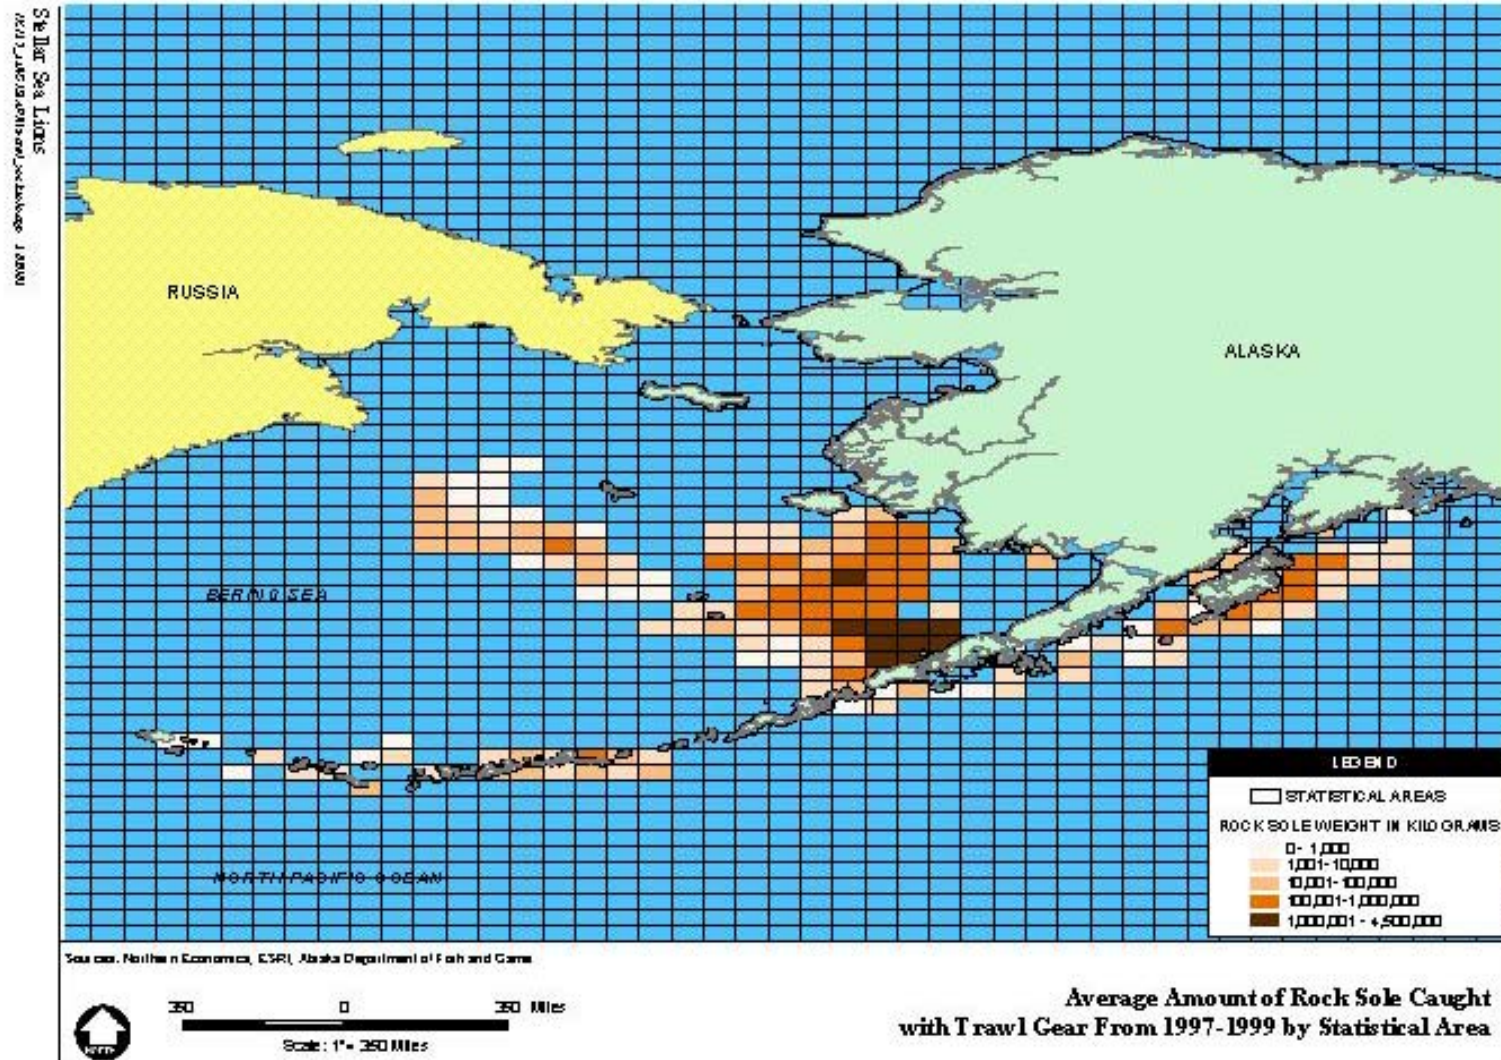 Stellar Sea Lions
RUSSIA
ALASKA
BERING SEA
NORTH PACIFIC OCEAN
LEGEND
STATISTICAL AREAS
ROCK SOLE WEIGHT IN KILOGRAMS
0 - 1,000
1,001-10,000
10,001-100,000
100,001-1,000,000
1,000,001 - 4,500,000
Sources: Northern Economics, ESRI, Alaska Department of Fish and Game
350 0 350 Miles
Scale: 1" = 350 Miles
Average Amount of Rock Sole Caught
with Trawl Gear From 1997-1999 by Statistical Area